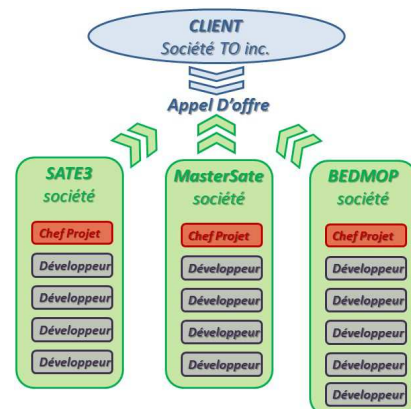 CLIENT
Société TO inc.
Appel D'offre
SATE3
société
Chef Projet
Développeur
Développeur
Développeur
Développeur
MasterSate
société
Chef Projet
Développeur
Développeur
Développeur
Développeur
BEDMOP
société
Chef Projet
Développeur
Développeur
Développeur
Développeur
Développeur